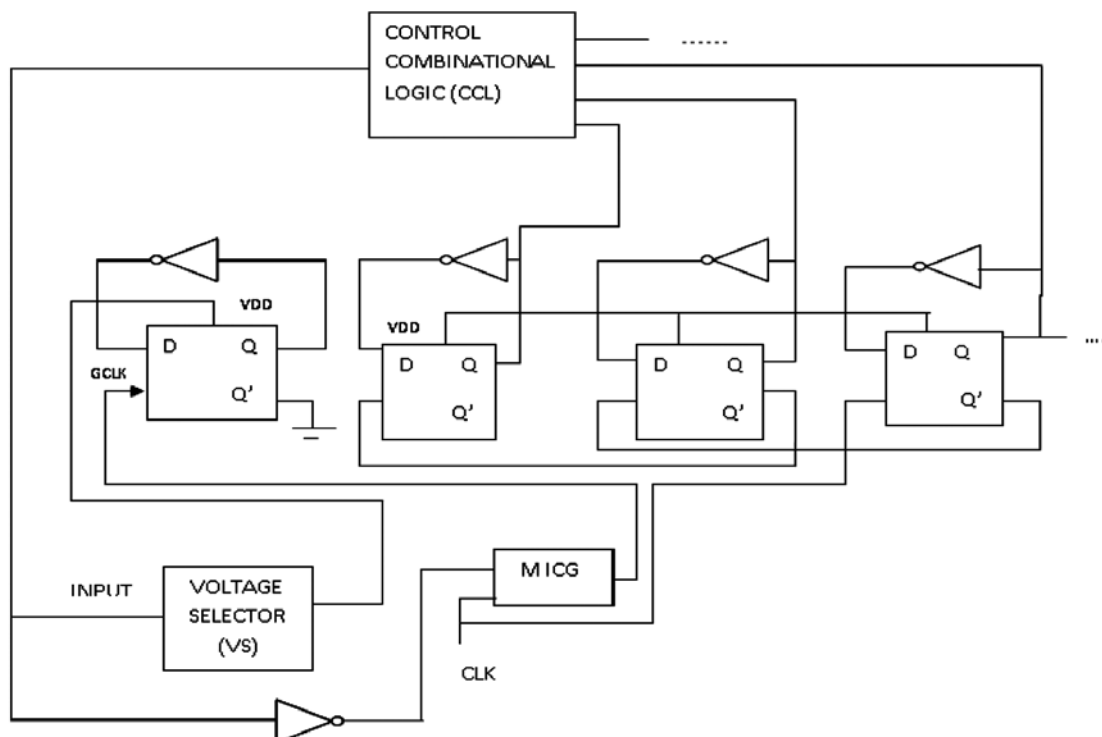 CONTROL
COMBINATIONAL
LOGIC (CCL)
......
VDD
D Q
Q'
GCLK
VDD
D Q
Q'
D Q
Q'
D Q
Q'
...
INPUT
VOLTAGE
SELECTOR
(VS)
MICG
CLK